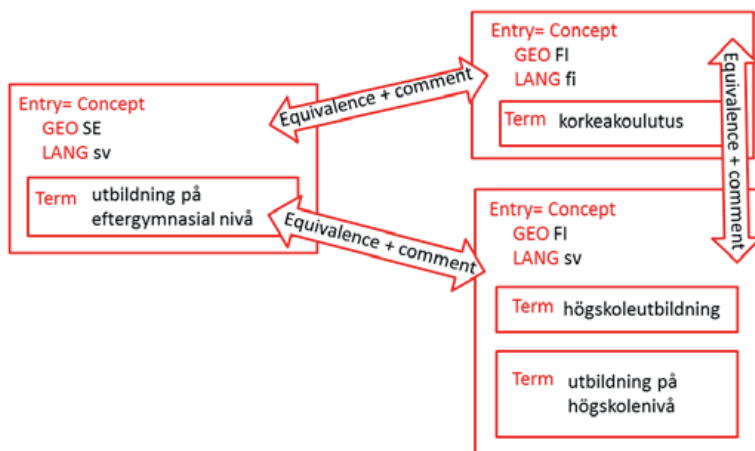 Entry= Concept
GEO SE
LANG sv
Term utbildning på
eftergymnasial nivå
Equivalence + comment
Equivalence + comment
Entry= Concept
GEO FI
LANG fi
Term korkeakoulutus
Equivalence + comment
Entry= Concept
GEO FI
LANG sv
Term högskoleutbildning
Term utbildning på
högskolenivå